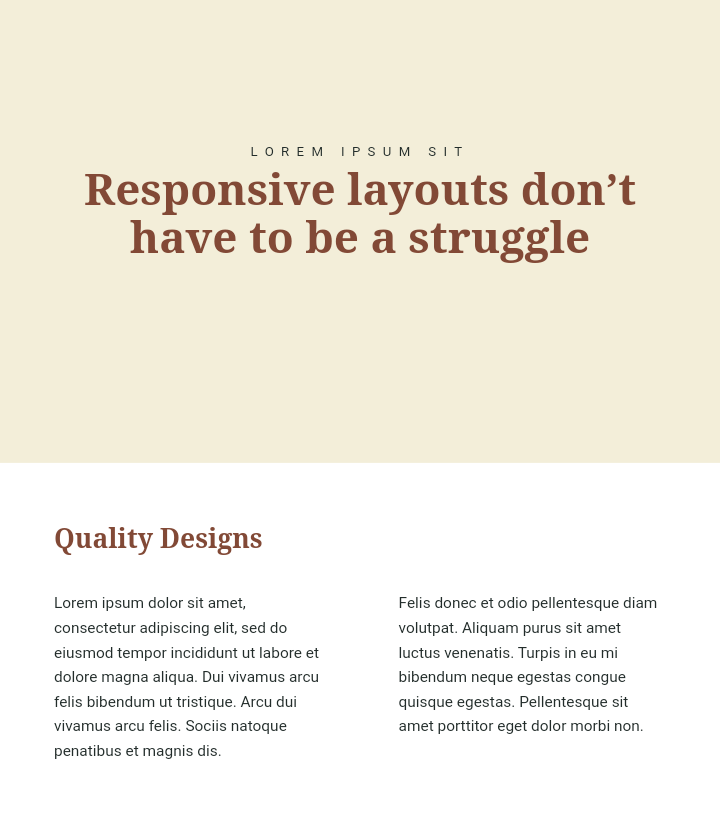 LOREM IPSUM SIT
Responsive layouts don’t
have to be a struggle
Quality Designs
Lorem ipsum dolor sit amet,
consectetur adipiscing elit, sed do
eiusmod tempor incididunt ut labore et
dolore magna aliqua. Dui vivamus arcu
felis bibendum ut tristique. Arcu dui
vivamus arcu felis. Sociis natoque
penatibus et magnis dis.
Felis donec et odio pellentesque diam
volutpat. Aliquam purus sit amet
luctus venenatis. Turpis in eu mi
bibendum neque egestas congue
quisque egestas. Pellentesque sit
amet porttitor eget dolor morbi non.